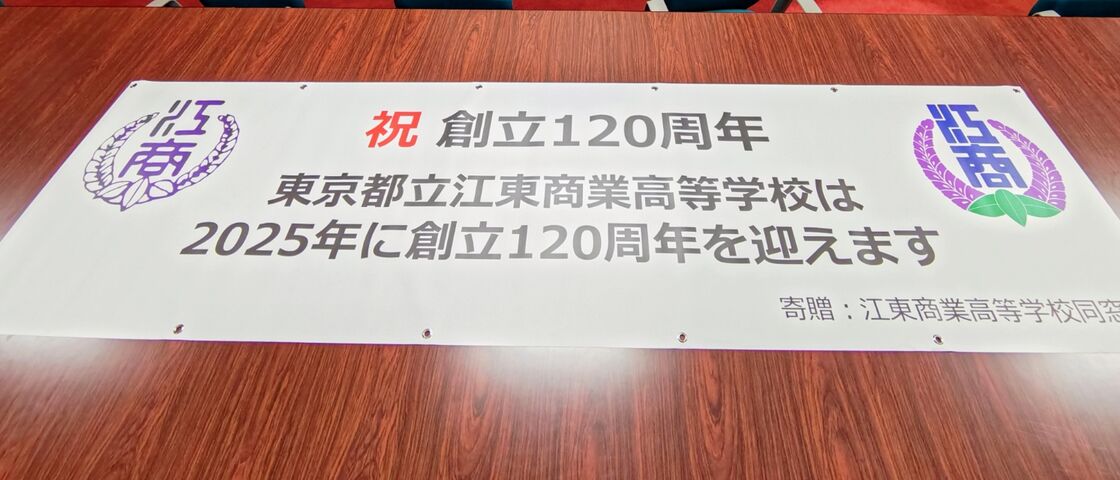 江商
祝 創立120周年
江商
東京都立江東商業高等学校は
2025年に創立120周年を迎えます
寄贈：江東商業高等学校同窓